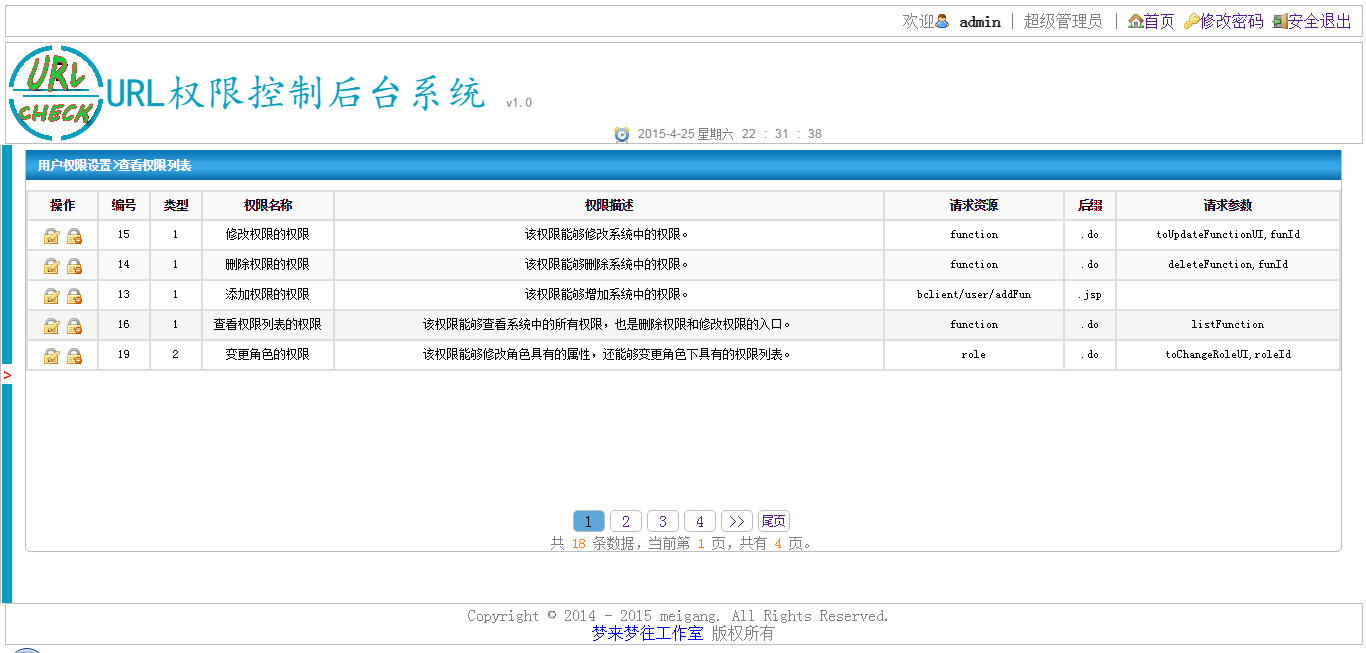 欢迎 admin | 超级管理员 | 首页 修改密码 安全退出
URL CHECK
URL权限控制后台系统 v1.0
2015-4-25 星期六 22 : 31 : 38
用户权限设置>查看权限列表
操作 编号 类型 权限名称 权限描述 请求资源 后缀 请求参数
15 1 修改权限的权限 该权限能够修改系统中的权限。 function .do toUpdateFunctionUI,funId
14 1 删除权限的权限 该权限能够删除系统中的权限。 function .do deleteFunction,funId
13 1 添加权限的权限 该权限能够增加系统中的权限。 bclient/user/addFun .jsp
16 1 查看权限列表的权限 该权限能够查看系统中的所有权限，也是删除权限和修改权限的入口。 function .do listFunction
19 2 变更角色的权限 该权限能够修改角色具有的属性，还能够变更角色下具有的权限列表。 role .do toChangeRoleUI,roleId
>
1 2 3 4 >> 尾页
共 18 条数据，当前第 1 页，共有 4 页。
Copyright © 2014 - 2015 meigang. All Rights Reserved.
梦来梦往工作室 版权所有